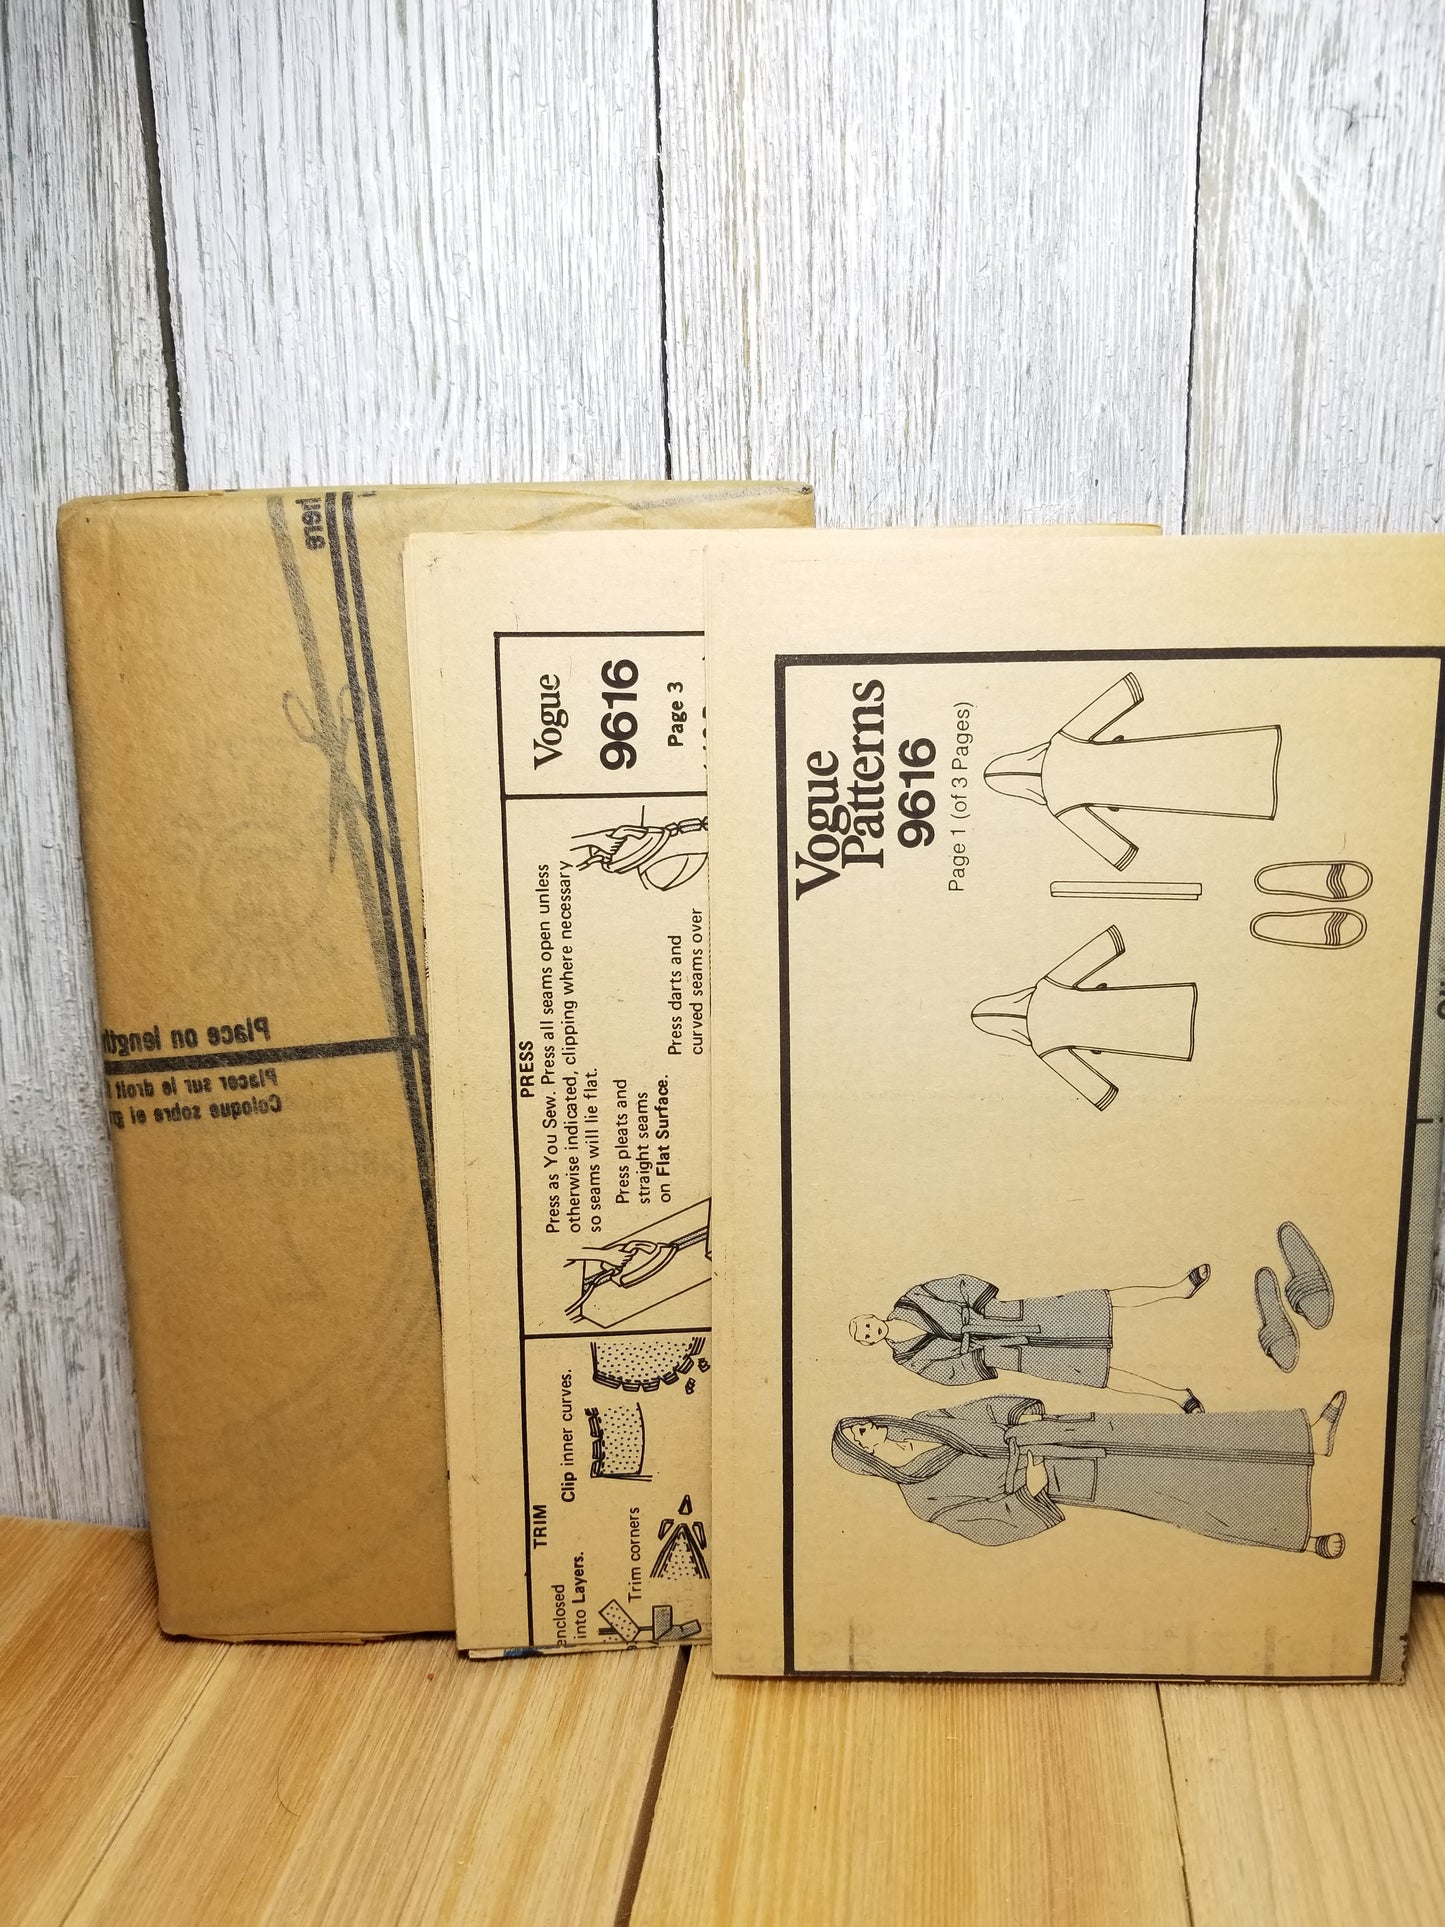 9616
Place on length
Placer sur le droit f
Coloque sobre el
Vogue
9616
Page 3
PRESS
Press as You Sew. Press all seams open unless
otherwise indicated, clipping where necessary
so seams will lie flat.
Press pleats and
straight seams
on Flat Surface.
Press darts and
curved seams over
TRIM
enclosed
into Layers.
Clip inner curves.
Trim corners
Vogue
Patterns
9616
Page 1 (of 3 Pages)